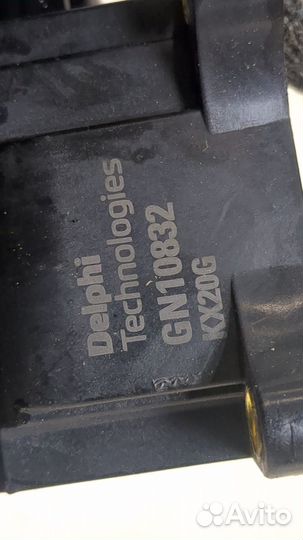 Delphi
Technologies
GN10832
KX20G
Avito